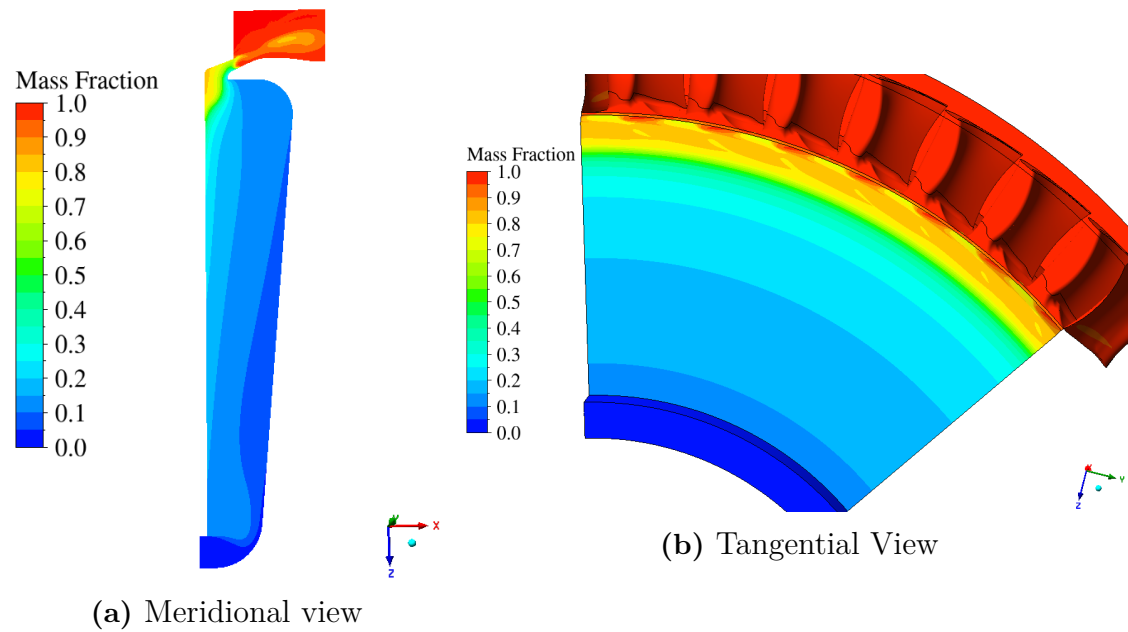 Mass Fraction
1.0
0.9
0.8
0.7
0.6
0.5
0.4
0.3
0.2
0.1
0.0
Y
X
Z
(a) Meridional view
Mass Fraction
1.0
0.9
0.8
0.7
0.6
0.5
0.4
0.3
0.2
0.1
0.0
X
Y
Z
(b) Tangential View